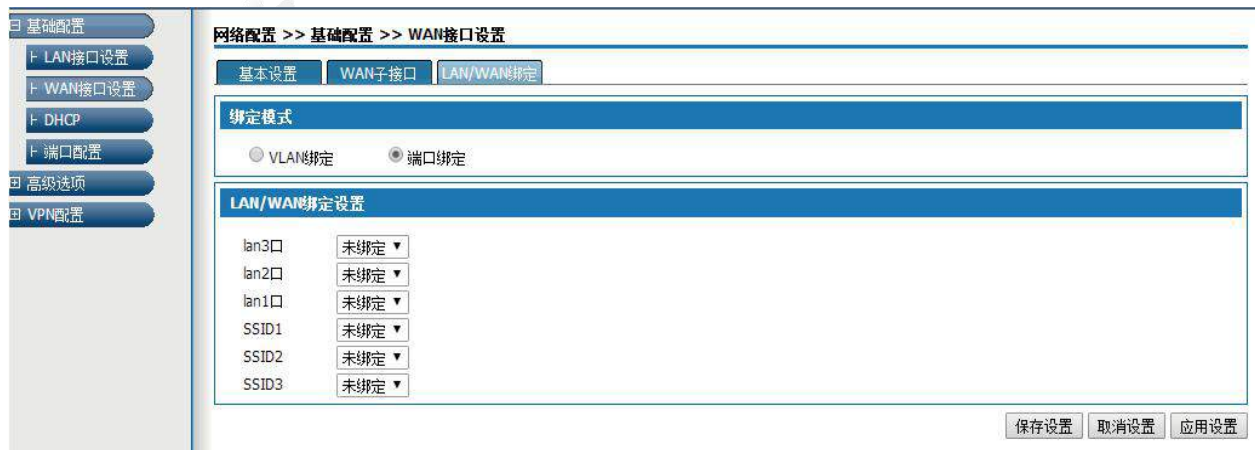 基础配置
LAN接口设置
WAN接口设置
DHCP
端口配置
高级选项
VPN配置
网络配置 >> 基础配置 >> WAN接口设置
基本设置 WAN子接口 LAN/WAN绑定
绑定模式
VLAN绑定 端口绑定
LAN/WAN绑定设置
lan3口 未绑定
lan2口 未绑定
lan1口 未绑定
SSID1 未绑定
SSID2 未绑定
SSID3 未绑定
保存设置 取消设置 应用设置